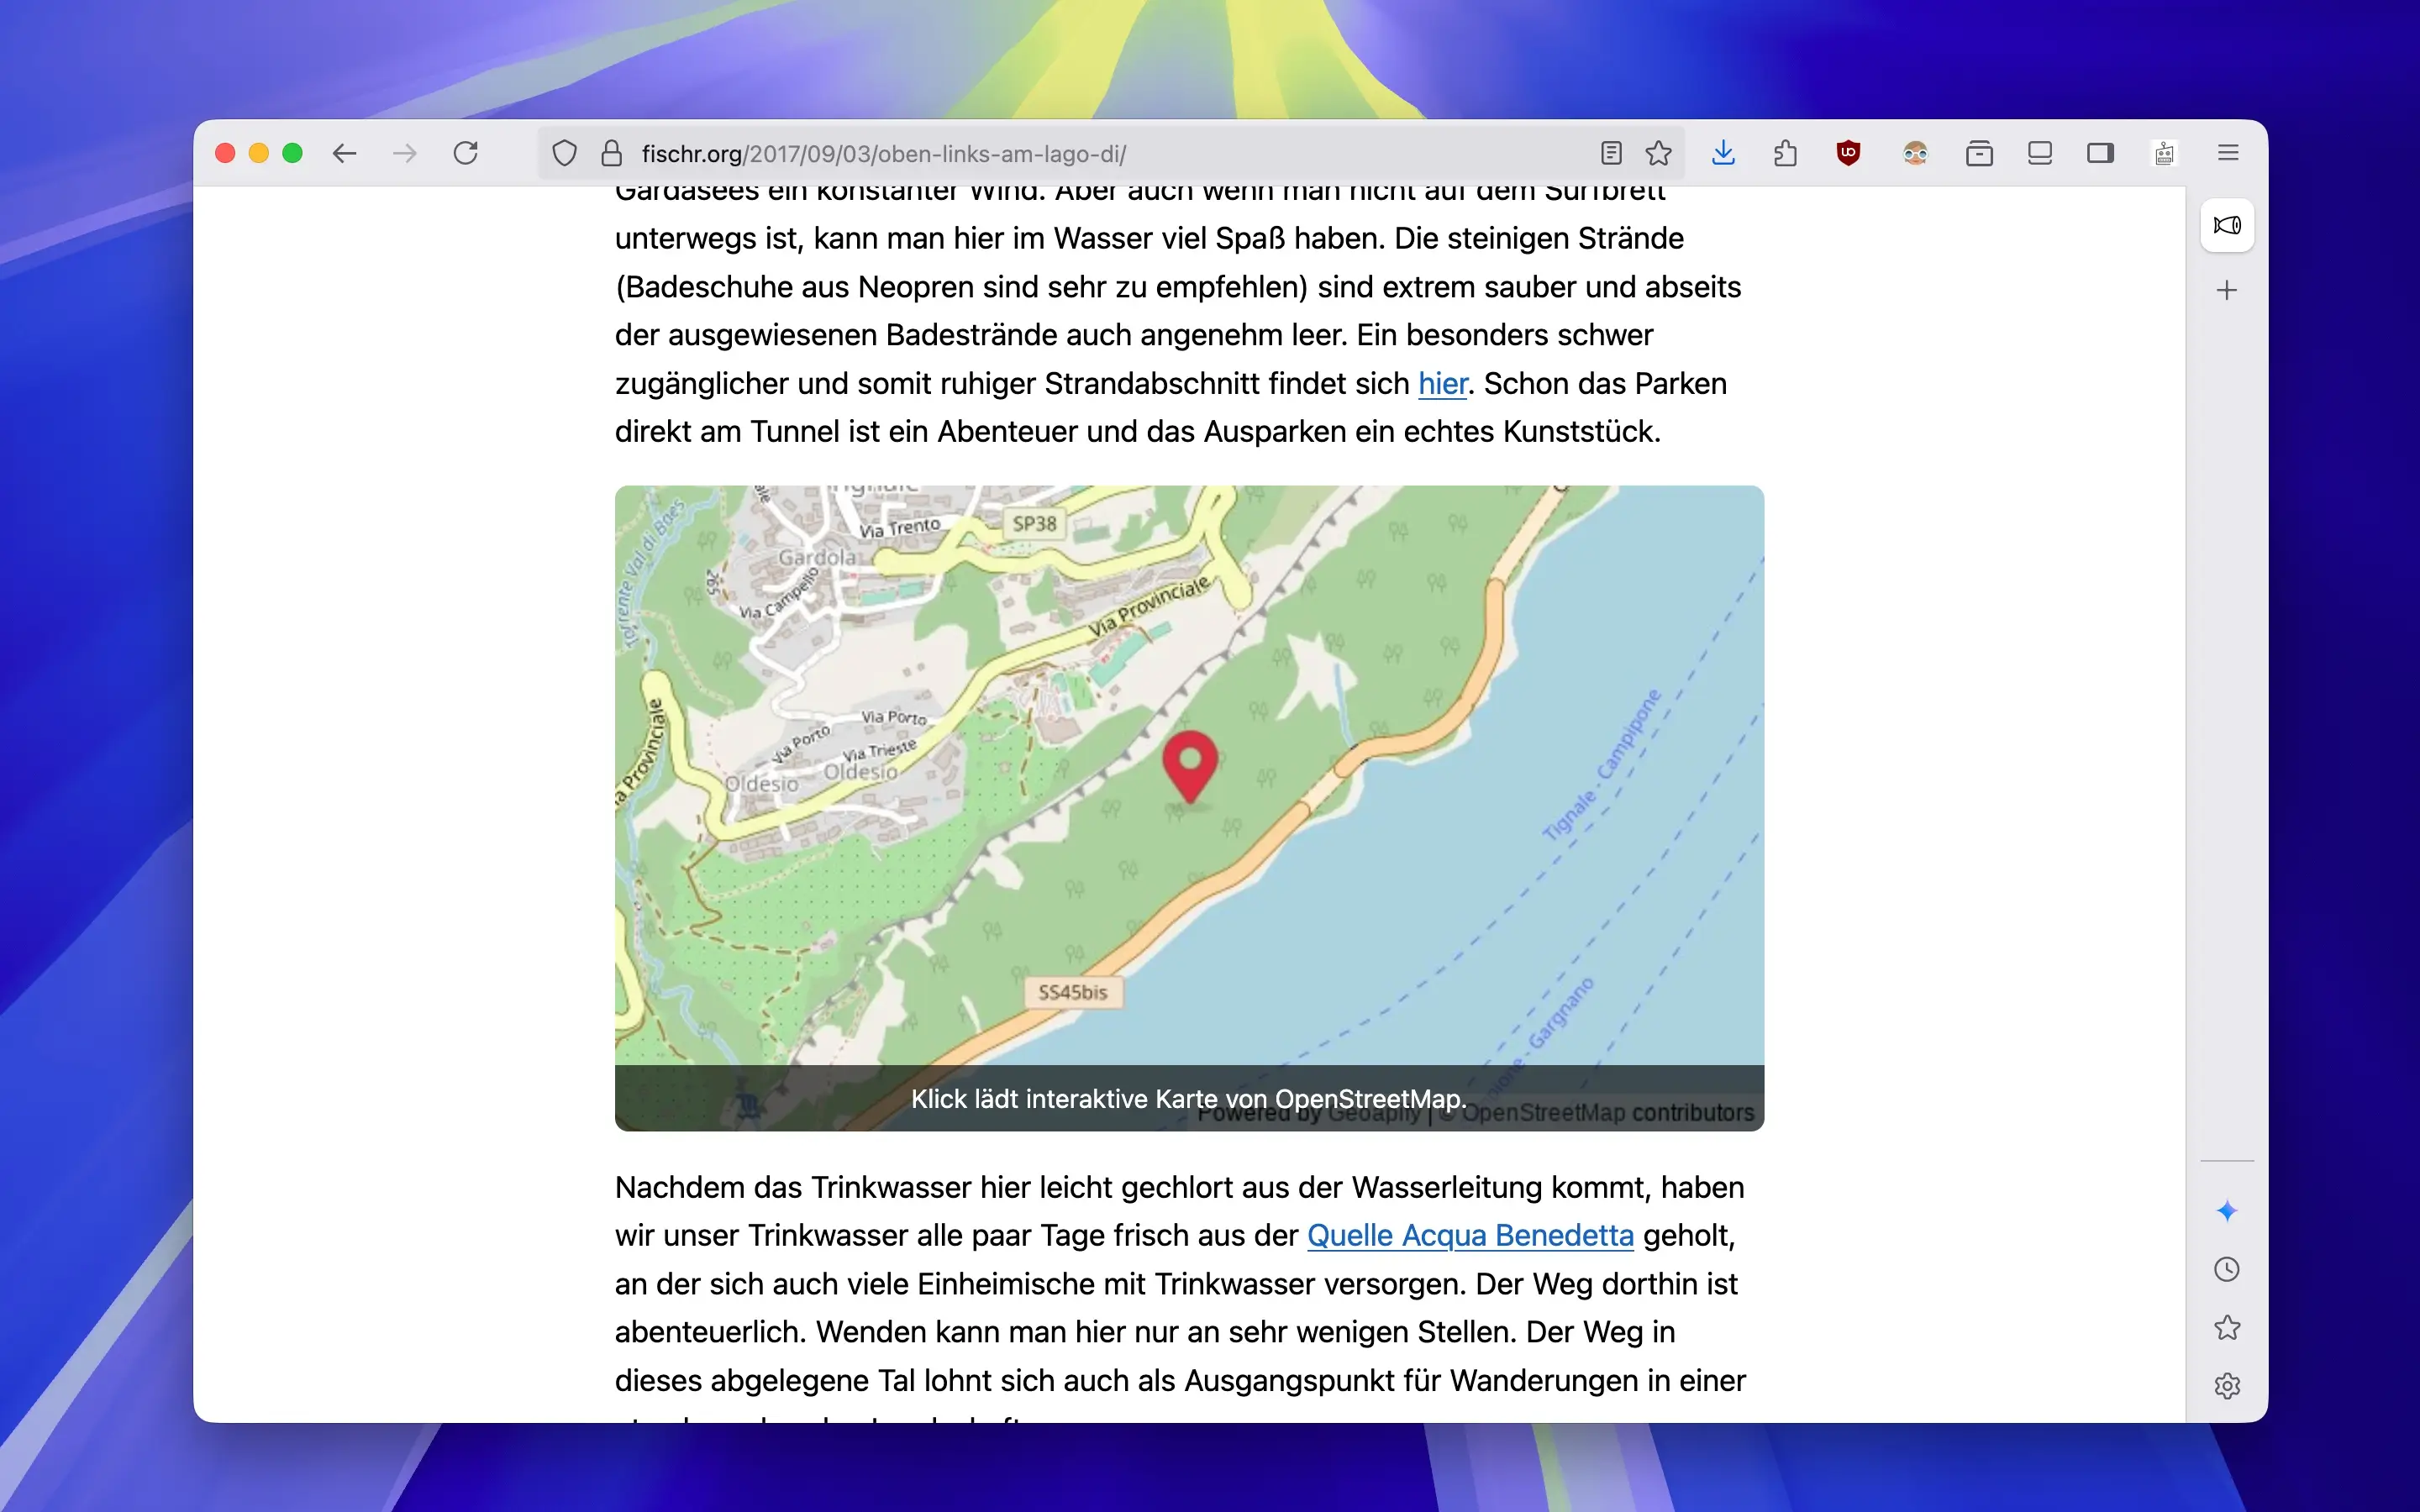 fischr.org/2017/09/03/oben-links-am-lago-di/
Gardasees ein konstanter Wind. Aber auch wenn man nicht auf dem Surfbrett
unterwegs ist, kann man hier im Wasser viel Spaß haben. Die steinigen Strände
(Badeschuhe aus Neopren sind sehr zu empfehlen) sind extrem sauber und abseits
der ausgewiesenen Badestrände auch angenehm leer. Ein besonders schwer
zugänglicher und somit ruhiger Strandabschnitt findet sich hier. Schon das Parken
direkt am Tunnel ist ein Abenteuer und das Ausparken ein echtes Kunststück.
Tignale
Via Trento
SP38
Gardola
Torrente Val di Baes
265
Via Campello
Via Provinciale
Via Porto
Via Porto
Via Trieste
Oldesio
Oldesio
Via Provinciale
Tignale - Campione
SS45bis
- Gargnano
Klick lädt interaktive Karte von OpenStreetMap.
Powered by Geoapify | © OpenStreetMap contributors
Nachdem das Trinkwasser hier leicht gechlort aus der Wasserleitung kommt, haben
wir unser Trinkwasser alle paar Tage frisch aus der Quelle Acqua Benedetta geholt,
an der sich auch viele Einheimische mit Trinkwasser versorgen. Der Weg dorthin ist
abenteuerlich. Wenden kann man hier nur an sehr wenigen Stellen. Der Weg in
dieses abgelegene Tal lohnt sich auch als Ausgangspunkt für Wanderungen in einer